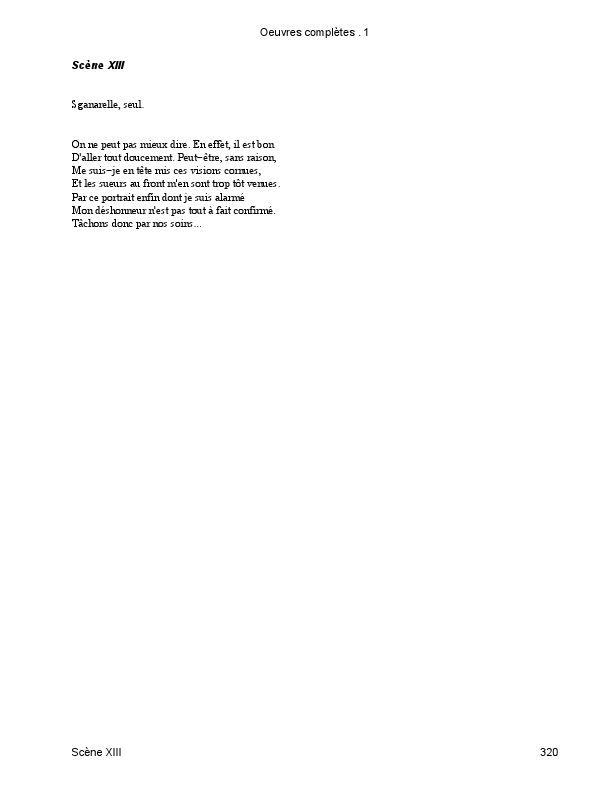 Oeuvres complètes . 1
Scène XIII
Sganarelle, seul.
On ne peut pas mieux dire. En effet, il est bon
D'aller tout doucement. Peut−être, sans raison,
Me suis−je en tête mis ces visions cornues,
Et les sueurs au front m'en sont trop tôt venues.
Par ce portrait enfin dont je suis alarmé
Mon déshonneur n'est pas tout à fait confirmé.
Tâchons donc par nos soins...
Scène XIII
320